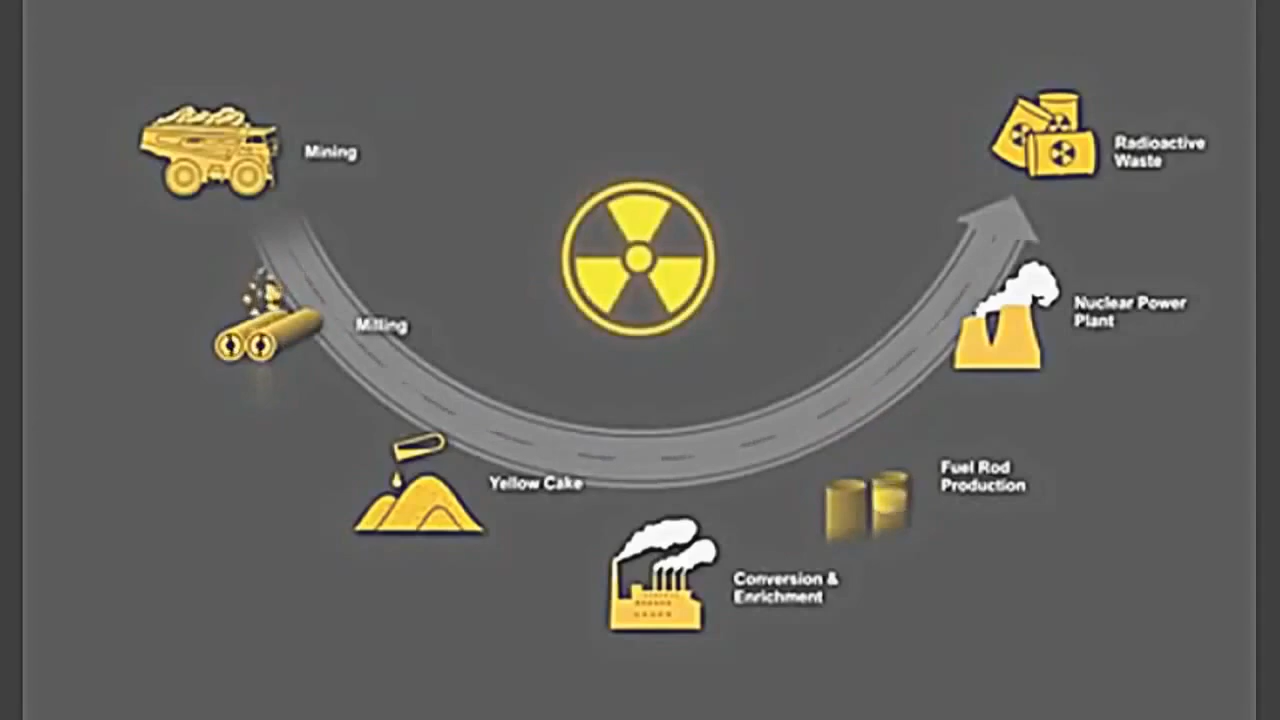 Mining
Milling
Yellow Cake
Conversion &
Enrichment
Fuel Rod
Production
Nuclear Power
Plant
Radioactive
Waste